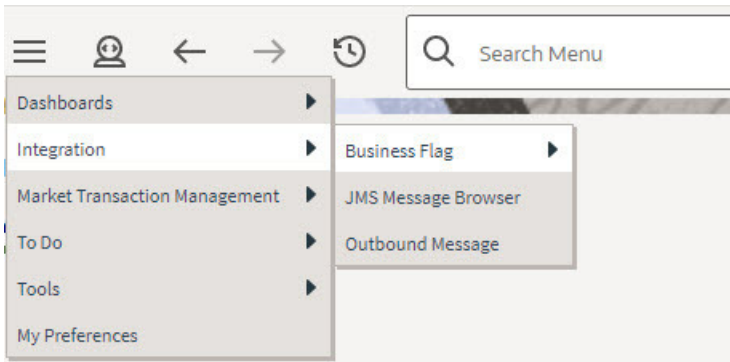 Search Menu
Dashboards
Integration
Business Flag
Market Transaction Management
JMS Message Browser
To Do
Outbound Message
Tools
My Preferences